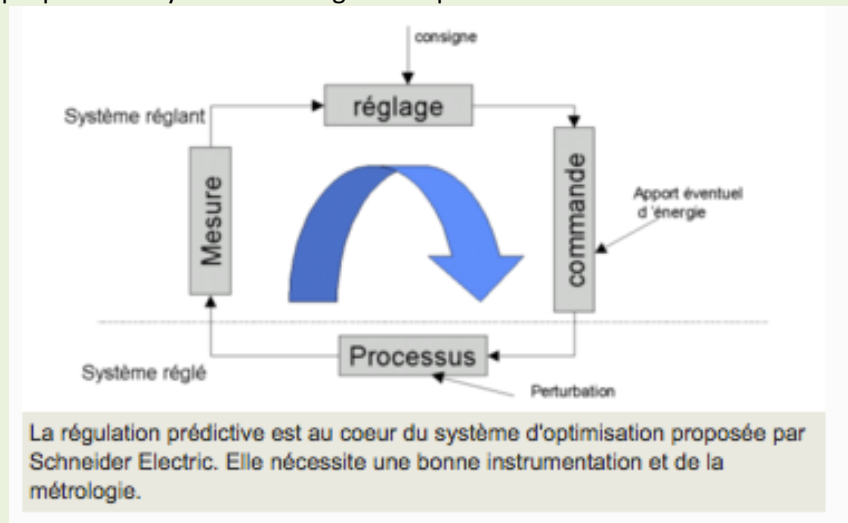 consigne
réglage
Système réglant
Mesure
commande
Apport éventuel
d 'énergie
Processus
Système réglé
Perturbation
La régulation prédictive est au coeur du système d'optimisation proposée par
Schneider Electric. Elle nécessite une bonne instrumentation et de la
métrologie.